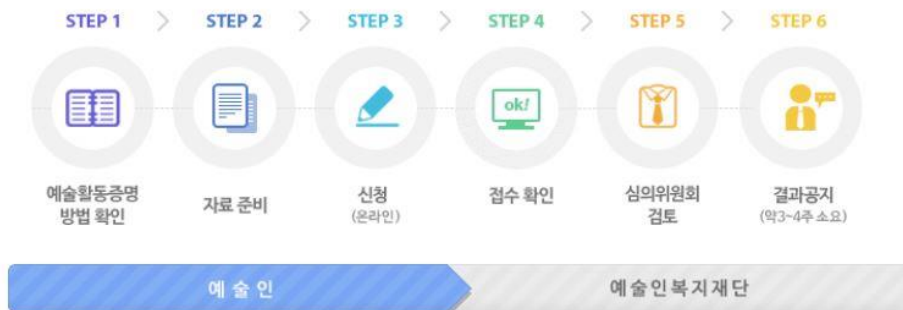 STEP 1 > STEP 2 > STEP 3 > STEP 4 > STEP 5 > STEP 6
ok!
예술활동증명
방법 확인
자료 준비
신청
(온라인)
접수 확인
심의위원회
검토
결과공지
(약3~4주 소요)
예술인
예술인복지재단